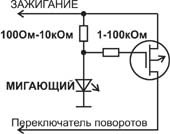 ЗАЖИГАНИЕ
100Ом-10кОм
1-100кОм
МИГАЮЩИЙ
Переключатель поворотов